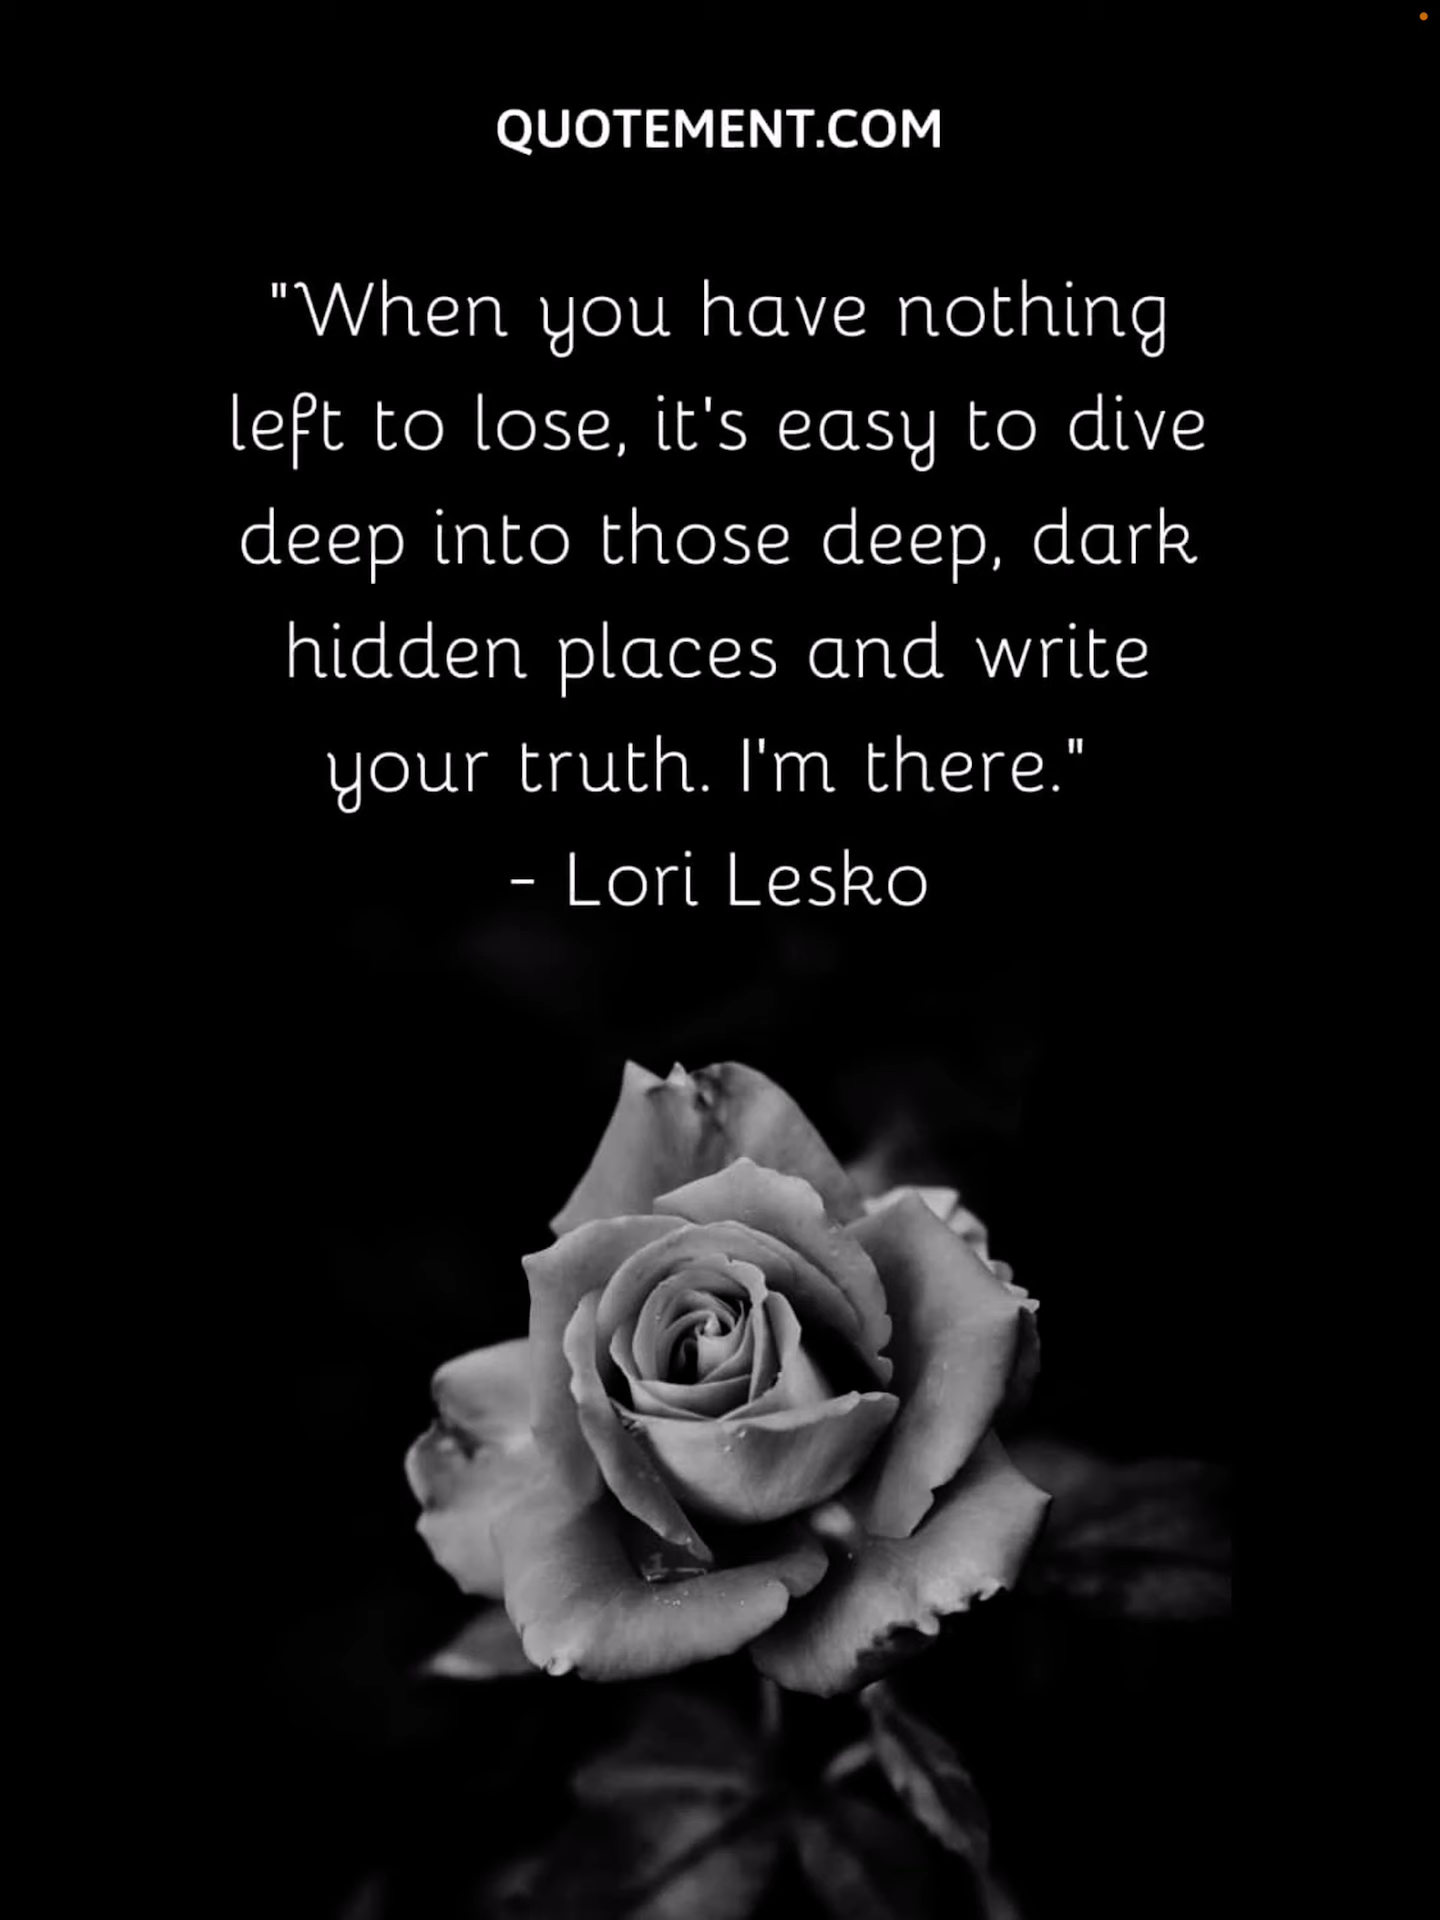 QUOTEMENT.COM
"When you have nothing
left to lose, it's easy to dive
deep into those deep, dark
hidden places and write
your truth. I'm there."
- Lori Lesko